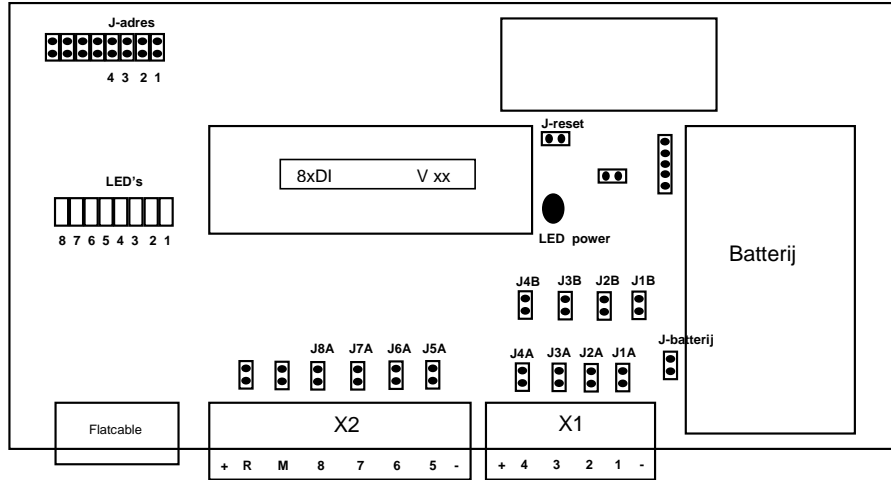 J-adres
4 3 2 1
J-reset
8xDI V xx
LED's
8 7 6 5 4 3 2 1
LED power
Batterij
J4B J3B J2B J1B
J-batterij
J8A J7A J6A J5A
J4A J3A J2A J1A
Flatcable
X2
X1
+ R M 8 7 6 5 -
+ 4 3 2 1 -